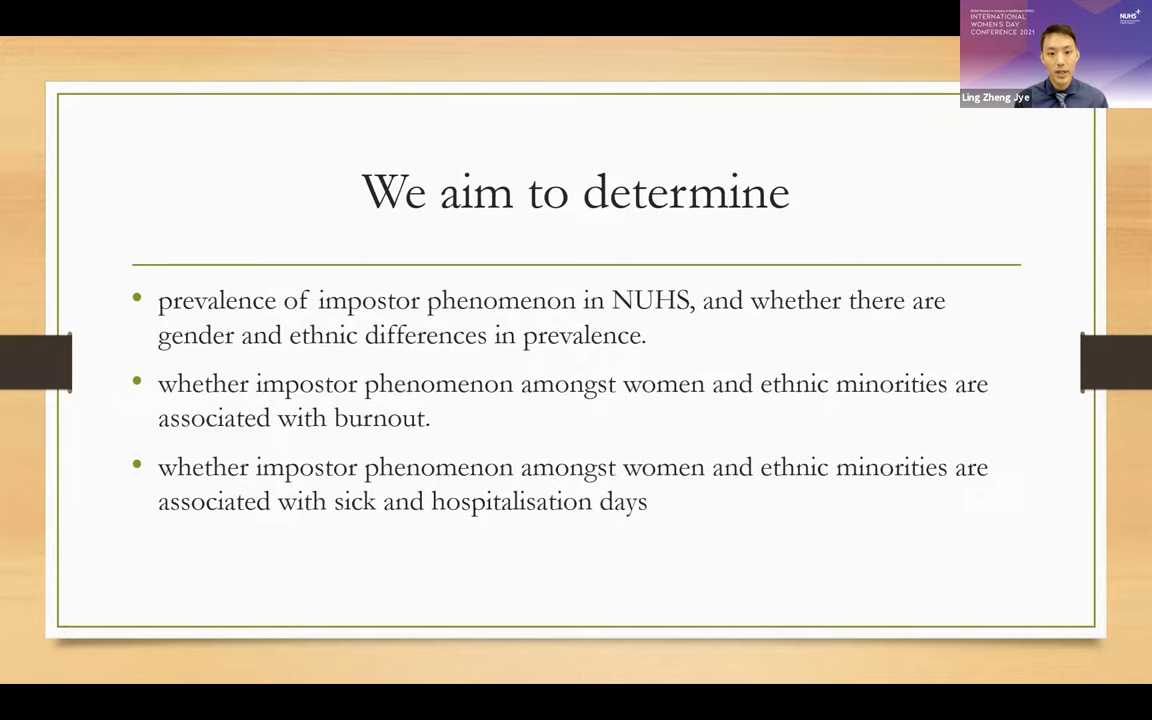 INTERNATIONAL
WOMEN'S DAY
CONFERENCE 2021
NUHS
Ling Zheng Jye
We aim to determine
• prevalence of impostor phenomenon in NUHS, and whether there are
gender and ethnic differences in prevalence.
• whether impostor phenomenon amongst women and ethnic minorities are
associated with burnout.
• whether impostor phenomenon amongst women and ethnic minorities are
associated with sick and hospitalisation days